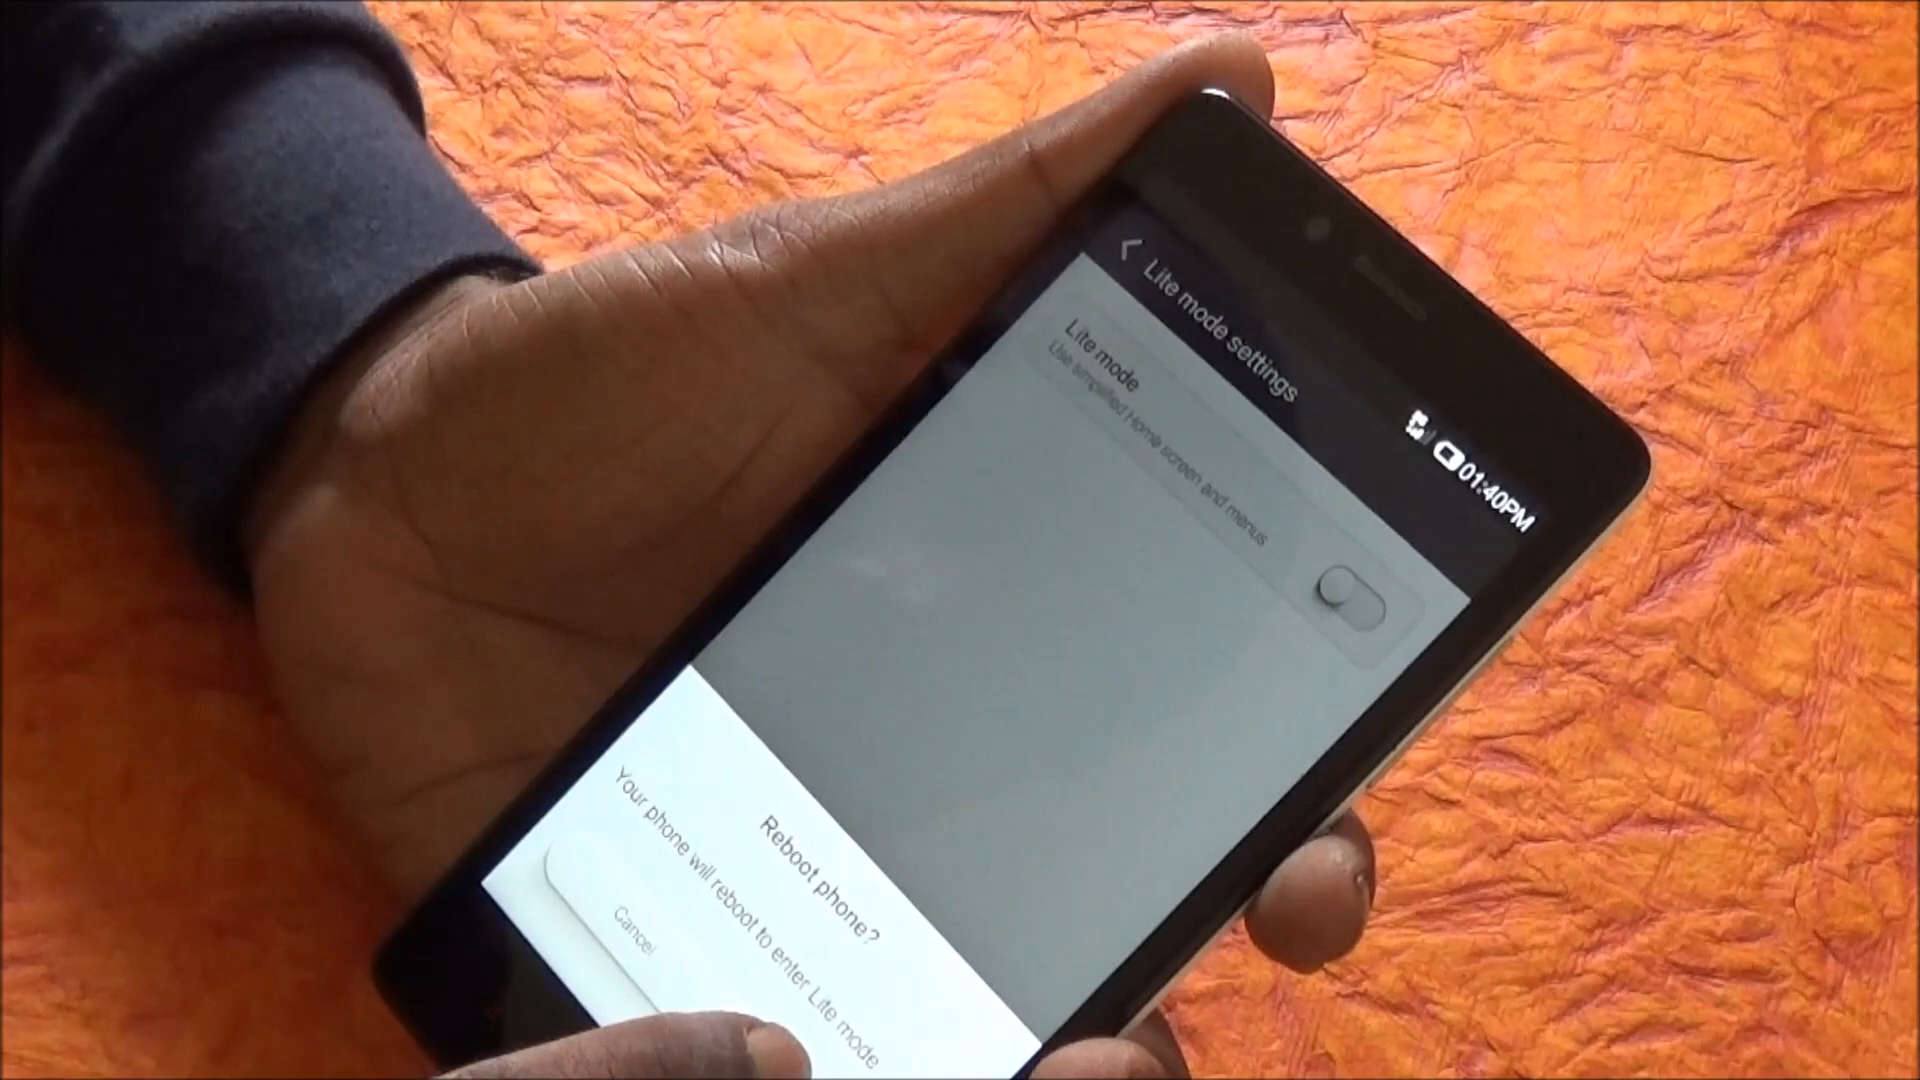 01:40PM
Lite mode settings
Lite mode
Use simplified Home screen and menus
Reboot phone?
Your phone will reboot to enter Lite mode
Cancel